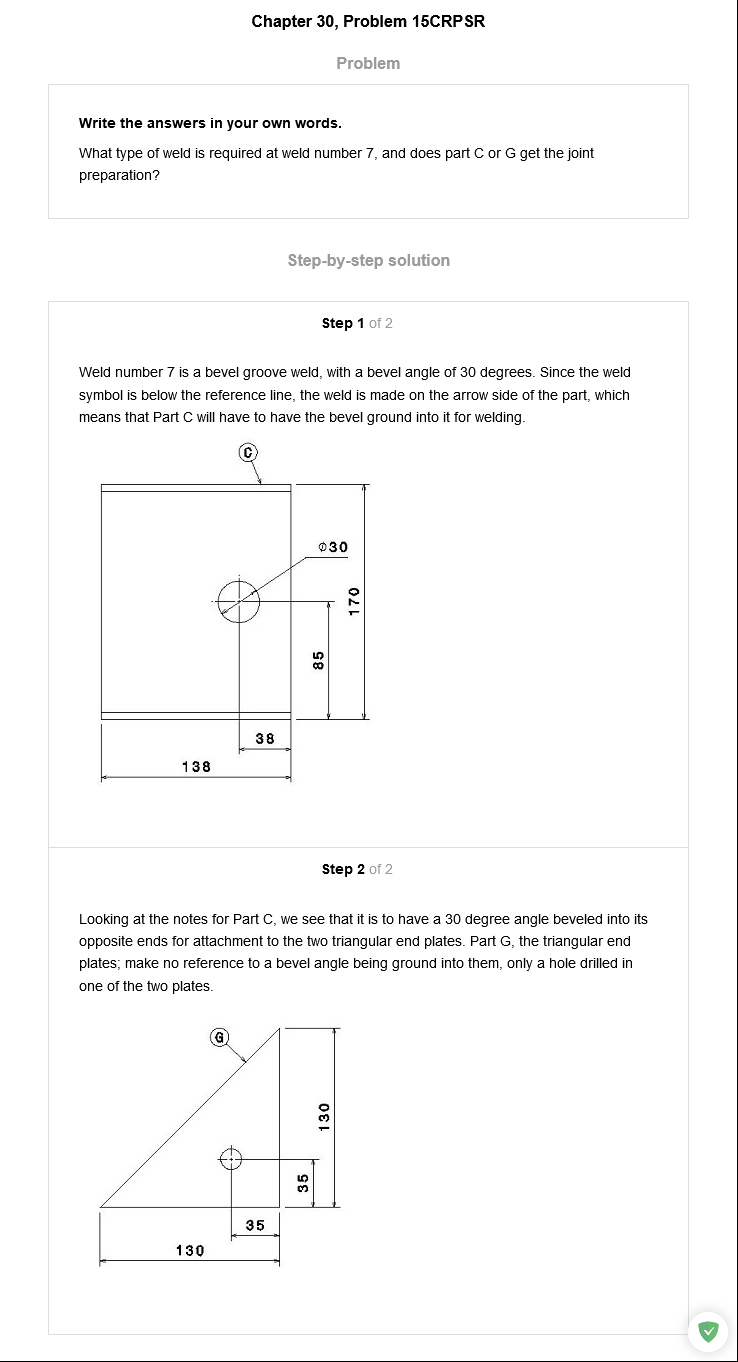 Chapter 30, Problem 15CRPSR
Problem
Write the answers in your own words.
What type of weld is required at weld number 7, and does part C or G get the joint
preparation?
Step-by-step solution
Step 1 of 2
Weld number 7 is a bevel groove weld, with a bevel angle of 30 degrees. Since the weld
symbol is below the reference line, the weld is made on the arrow side of the part, which
means that Part C will have to have the bevel ground into it for welding.
C
Ø30
170
85
38
138
Step 2 of 2
Looking at the notes for Part C, we see that it is to have a 30 degree angle beveled into its
opposite ends for attachment to the two triangular end plates. Part G, the triangular end
plates; make no reference to a bevel angle being ground into them, only a hole drilled in
one of the two plates.
G
130
35
35
130